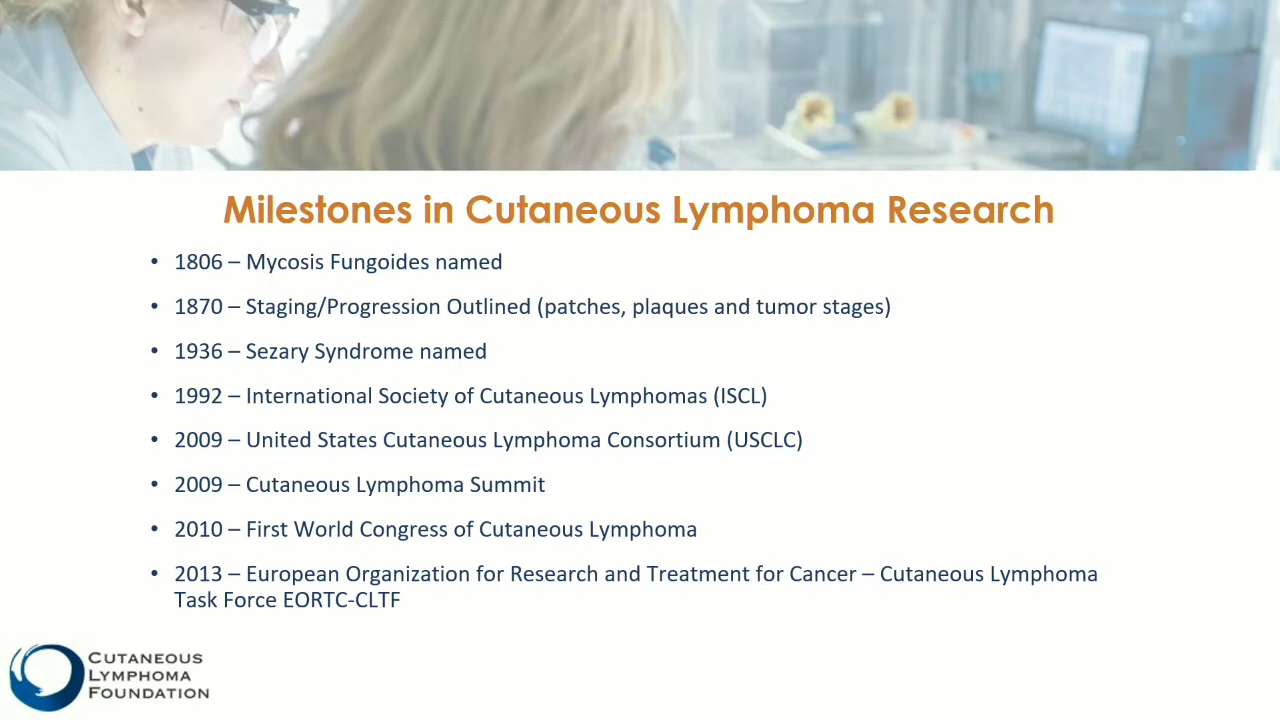 Milestones in Cutaneous Lymphoma Research
• 1806 – Mycosis Fungoides named
• 1870 – Staging/Progression Outlined (patches, plaques and tumor stages)
• 1936 – Sezary Syndrome named
• 1992 – International Society of Cutaneous Lymphomas (ISCL)
• 2009 – United States Cutaneous Lymphoma Consortium (USCLC)
• 2009 – Cutaneous Lymphoma Summit
• 2010 – First World Congress of Cutaneous Lymphoma
• 2013 – European Organization for Research and Treatment for Cancer – Cutaneous Lymphoma
Task Force EORTC-CLTF
CUTANEOUS
LYMPHOMA
FOUNDATION